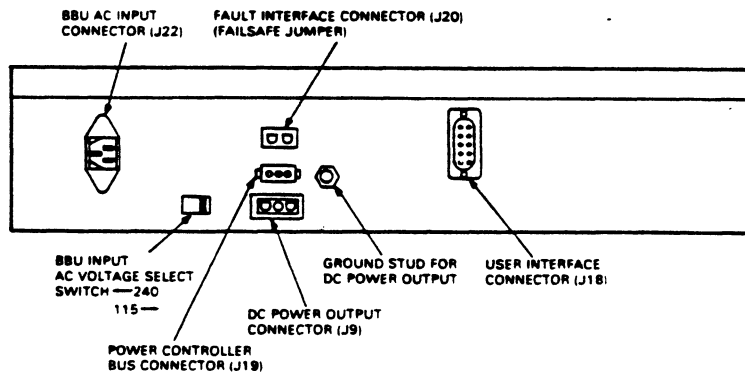 BBU AC INPUT
CONNECTOR (J22)
FAULT INTERFACE CONNECTOR (J20)
(FAILSAFE JUMPER)
BBU INPUT
AC VOLTAGE SELECT
SWITCH — 240
115 —
GROUND STUD FOR
DC POWER OUTPUT
USER INTERFACE
CONNECTOR (J18)
DC POWER OUTPUT
CONNECTOR (J9)
POWER CONTROLLER
BUS CONNECTOR (J19)